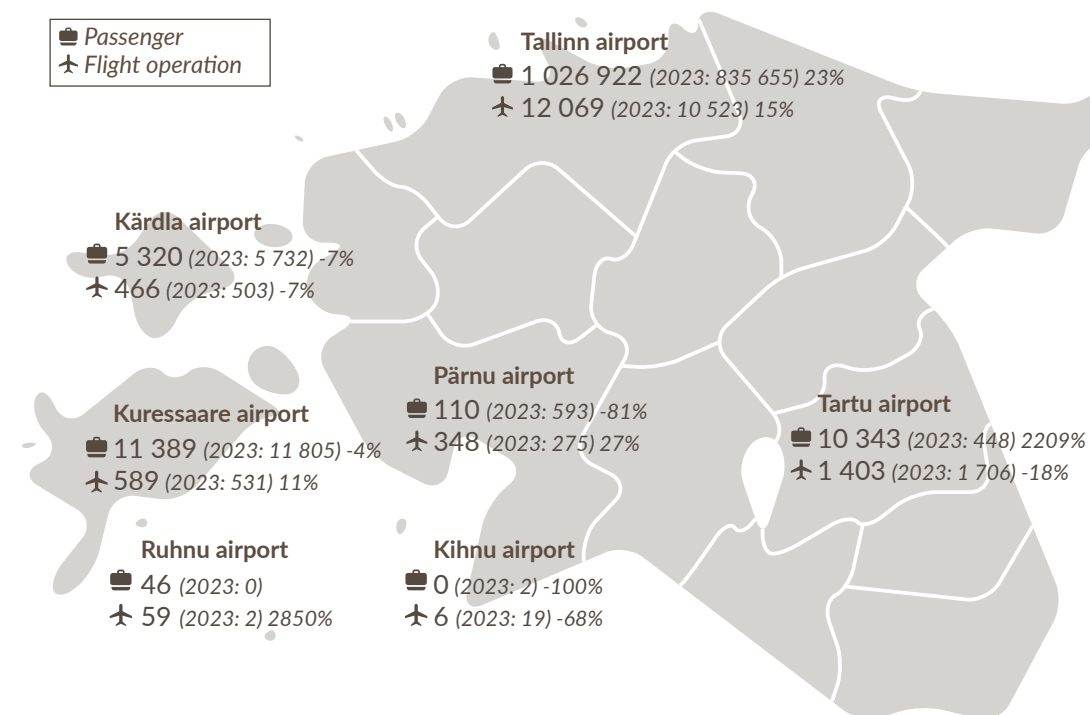 Passenger
Flight operation
Tallinn airport
1 026 922 (2023: 835 655) 23%
12 069 (2023: 10 523) 15%
Kärdla airport
5 320 (2023: 5 732) -7%
466 (2023: 503) -7%
Pärnu airport
110 (2023: 593) -81%
348 (2023: 275) 27%
Tartu airport
10 343 (2023: 448) 2209%
1 403 (2023: 1 706) -18%
Kuressaare airport
11 389 (2023: 11 805) -4%
589 (2023: 531) 11%
Ruhnu airport
46 (2023: 0)
59 (2023: 2) 2850%
Kihnu airport
0 (2023: 2) -100%
6 (2023: 19) -68%